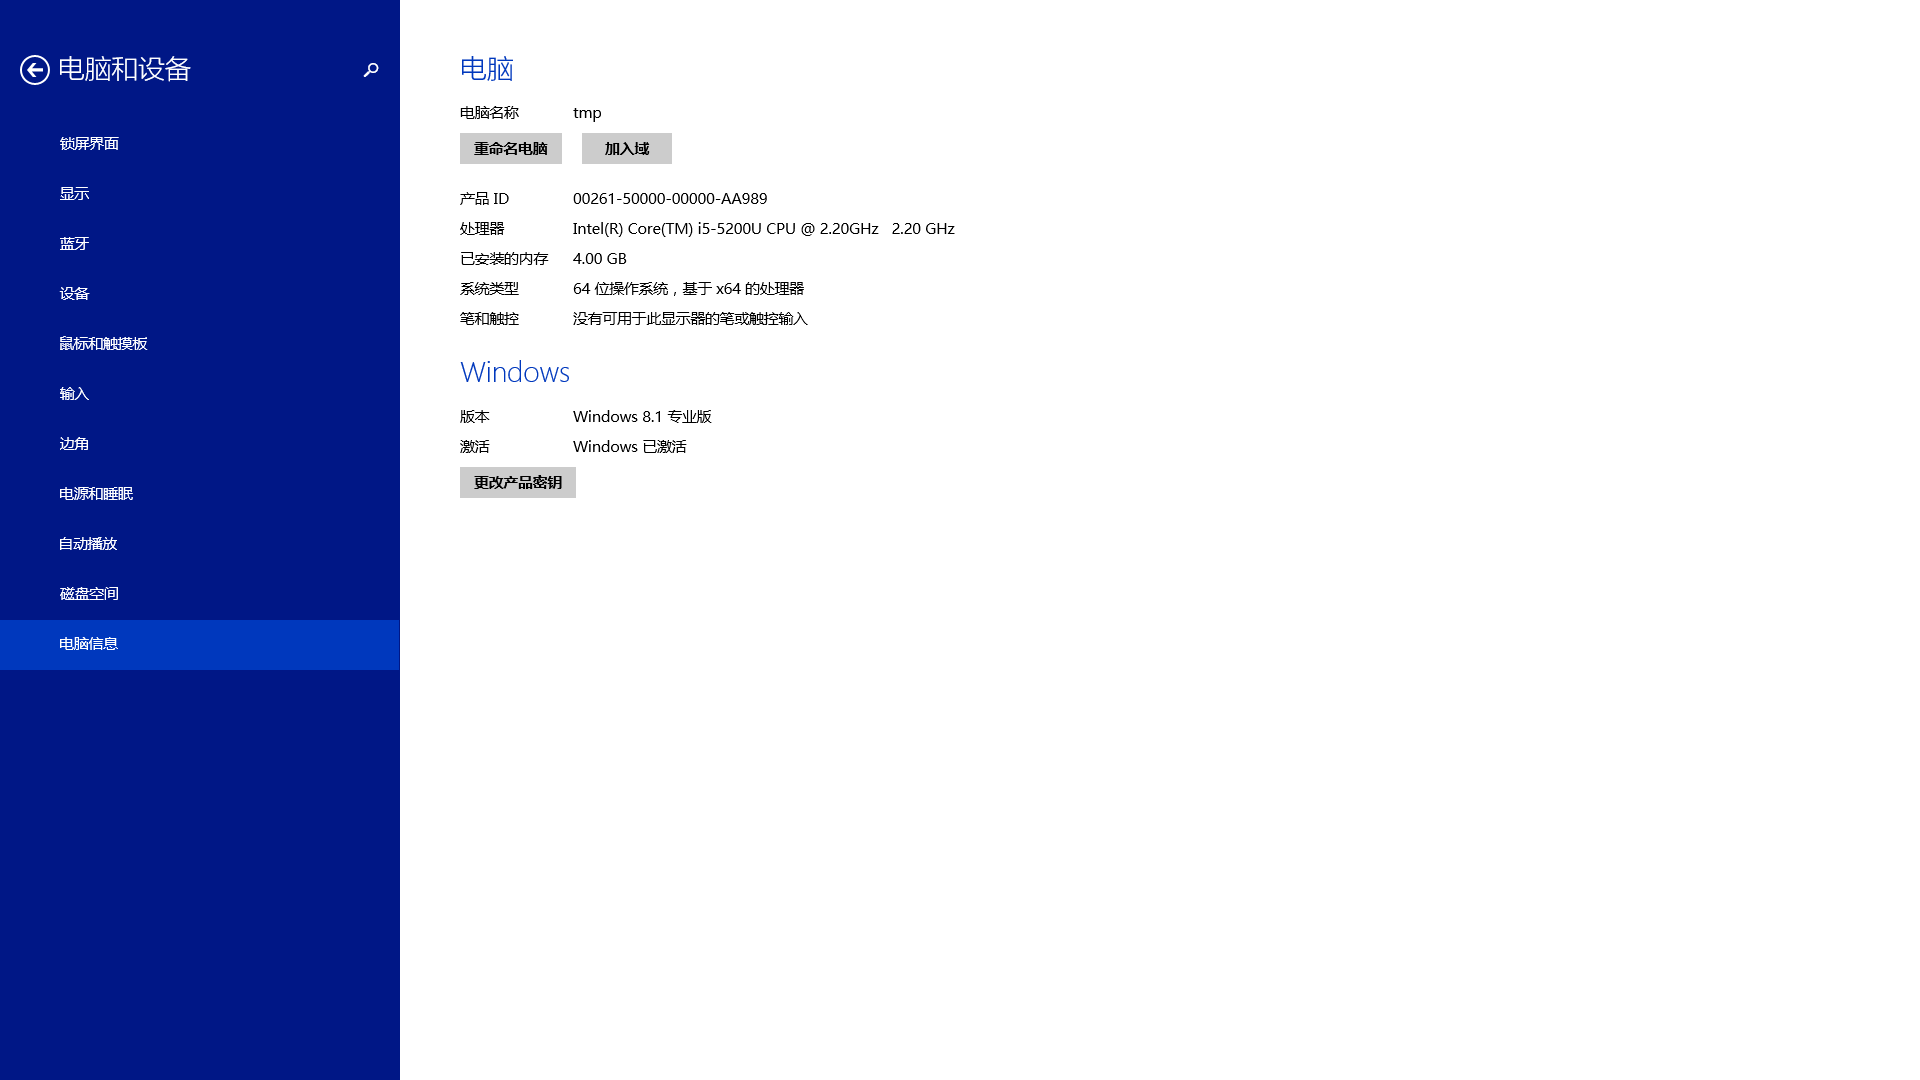 电脑和设备
锁屏界面
显示
蓝牙
设备
鼠标和触摸板
输入
边角
电源和睡眠
自动播放
磁盘空间
电脑信息
电脑
电脑名称 tmp
重命名电脑 加入域
产品 ID 00261-50000-00000-AA989
处理器 Intel(R) Core(TM) i5-5200U CPU @ 2.20GHz 2.20 GHz
已安装的内存 4.00 GB
系统类型 64 位操作系统，基于 x64 的处理器
笔和触控 没有可用于此显示器的笔或触控输入
Windows
版本 Windows 8.1 专业版
激活 Windows 已激活
更改产品密钥